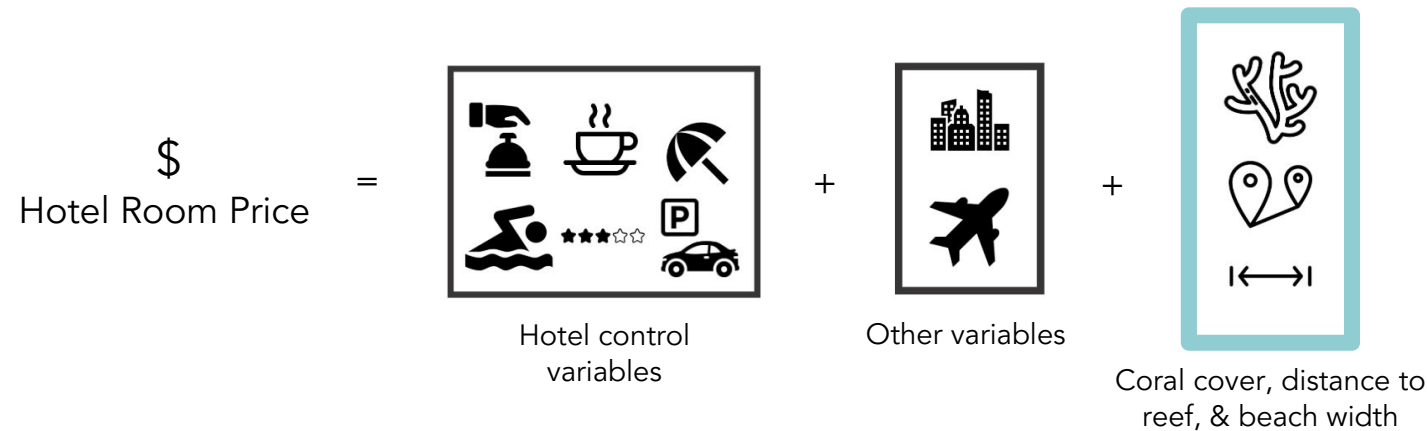 $
Hotel Room Price
=
+
+
P
Hotel control
variables
Other variables
Coral cover, distance to
reef, & beach width